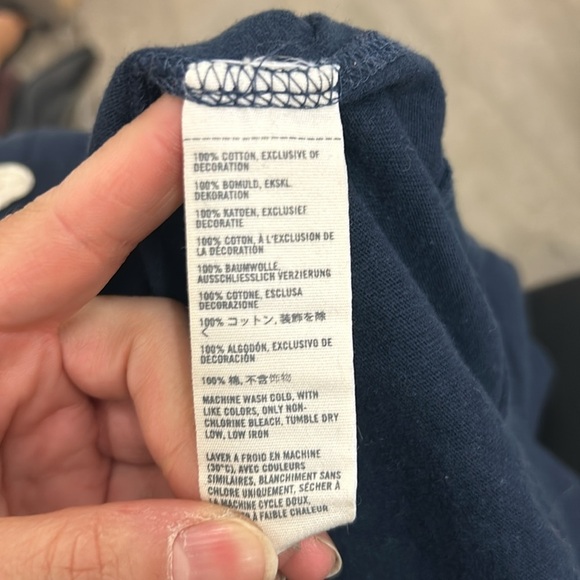 100% COTTON, EXCLUSIVE OF
DECORATION
100% BOMULD, EKSKL.
DEKORATION
100% KATOEN, EXCLUSIEF
DECORATIE
100% COTON, À L'EXCLUSION DE
LA DÉCORATION
100% BAUMWOLLE,
AUSSCHLIESSLICH VERZIERUNG
100% COTONE, ESCLUSA
DECORAZIONE
100% コットン, 装飾を除
く
100% ALGODÓN, EXCLUSIVO DE
DECORACIÓN
100% 棉, 不含饰物
MACHINE WASH COLD, WITH
LIKE COLORS, ONLY NON-
CHLORINE BLEACH, TUMBLE DRY
LOW, LOW IRON
LAVER A FROID EN MACHINE
(30°C), AVEC COULEURS
SIMILAIRES, BLANCHIMENT SANS
CHLORE UNIQUEMENT, SÉCHER À
LA MACHINE CYCLE DOUX,
À FAIBLE CHALEUR